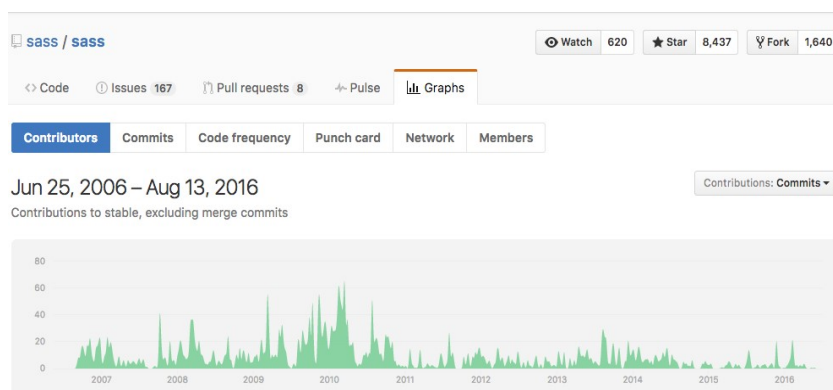 sass / sass
Watch 620 Star 8,437 Fork 1,640
Code Issues 167 Pull requests 8 Pulse Graphs
Contributors Commits Code frequency Punch card Network Members
Jun 25, 2006 – Aug 13, 2016
Contributions: Commits
Contributions to stable, excluding merge commits
80
60
40
20
0
2007 2008 2009 2010 2011 2012 2013 2014 2015 2016